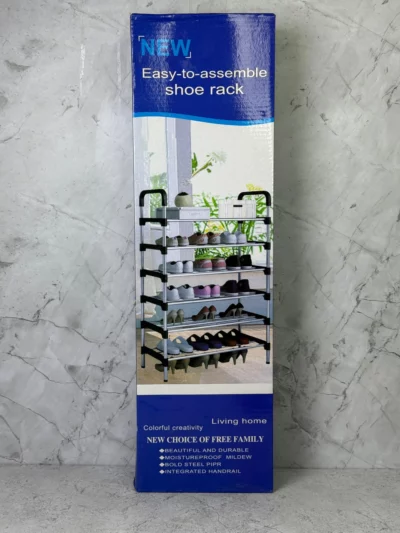 NEW
Easy-to-assemble
shoe rack
Living home
Colorful creativity
NEW CHOICE OF FREE FAMILY
◆BEAUTIFUL AND DURABLE
◆MOISTUREPROOF MILDEW
◆BOLD STEEL PIPR
◆INTEGRATED HANDRAIL